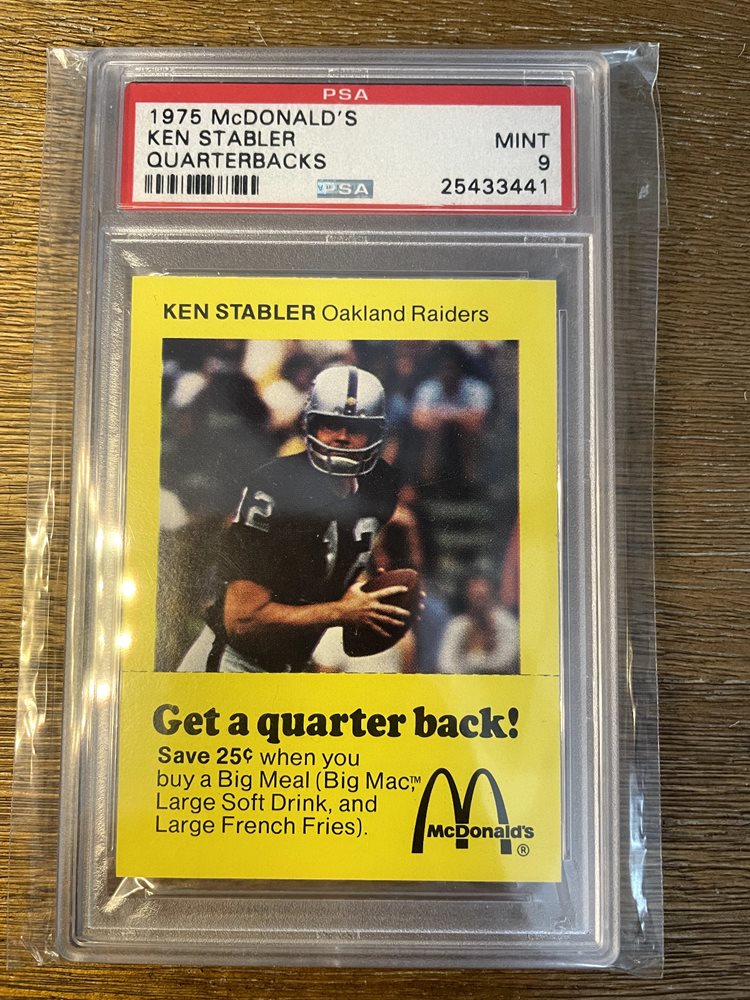 PSA
1975 McDONALD'S
KEN STABLER
QUARTERBACKS
MINT
9
PSA
25433441
KEN STABLER Oakland Raiders
12
12
Get a quarter back!
Save 25¢ when you
buy a Big Meal (Big Mac,™
Large Soft Drink, and
Large French Fries).
McDonald's
®